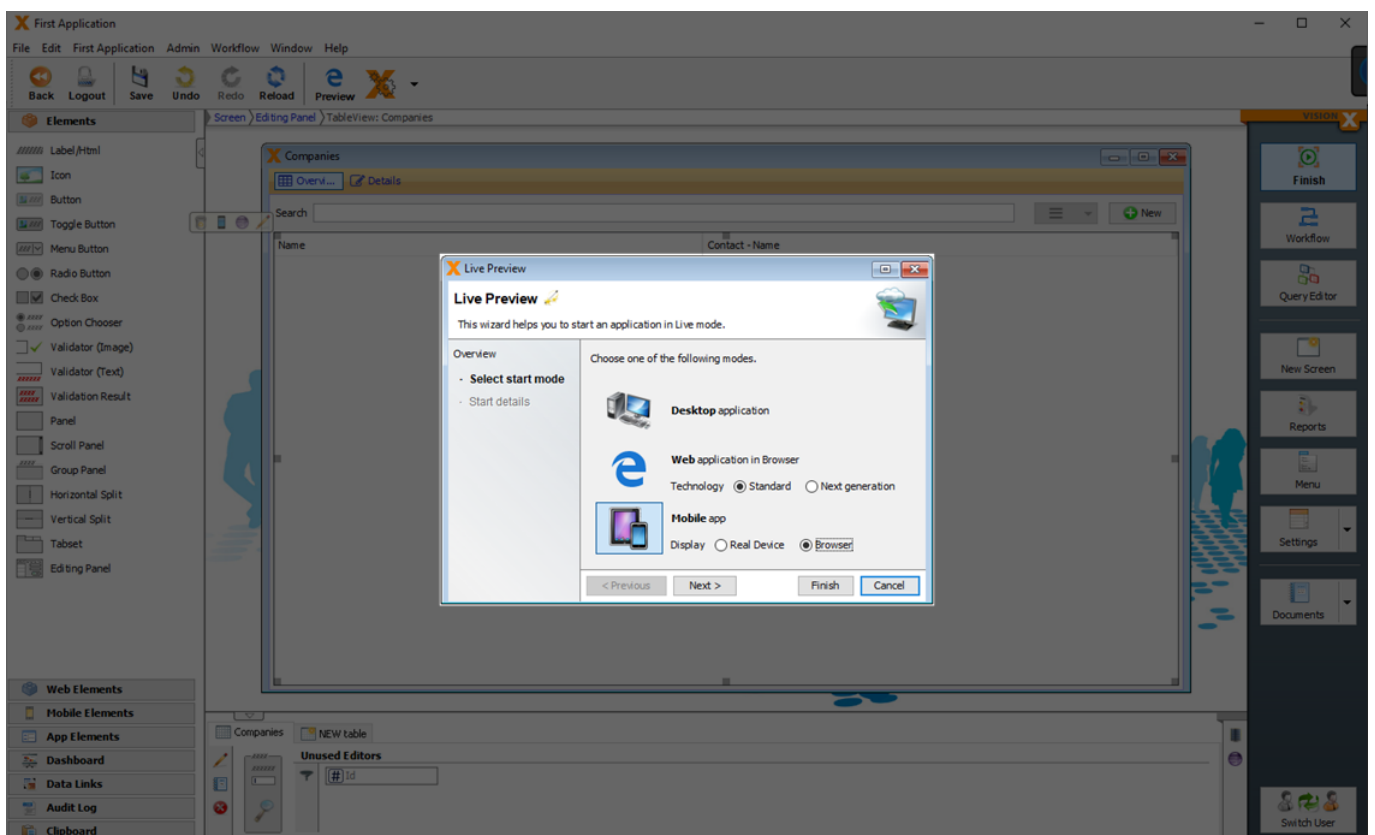 First Application
File Edit First Application Admin Workflow Window Help
Back Logout Save Undo Redo Reload Preview
Elements
Screen Editing Panel TableView: Companies
VISION X
Label/Html
Icon
Button
Toggle Button
Menu Button
Radio Button
Check Box
Option Chooser
Validator (Image)
Validator (Text)
Validation Result
Panel
Scroll Panel
Group Panel
Horizontal Split
Vertical Split
Tabset
Editing Panel
Web Elements
Mobile Elements
App Elements
Dashboard
Data Links
Audit Log
Clipboard
Companies
Overvi... Details
Search New
Name Contact - Name
Live Preview
Live Preview
This wizard helps you to start an application in Live mode.
Overview
- Select start mode
- Start details
Choose one of the following modes.
Desktop application
Web application in Browser
Technology Standard Next generation
Mobile app
Display Real Device Browser
< Previous Next > Finish Cancel
Companies NEW table
Unused Editors
# Id
Finish
Workflow
Query Editor
New Screen
Reports
Menu
Settings
Documents
Switch User